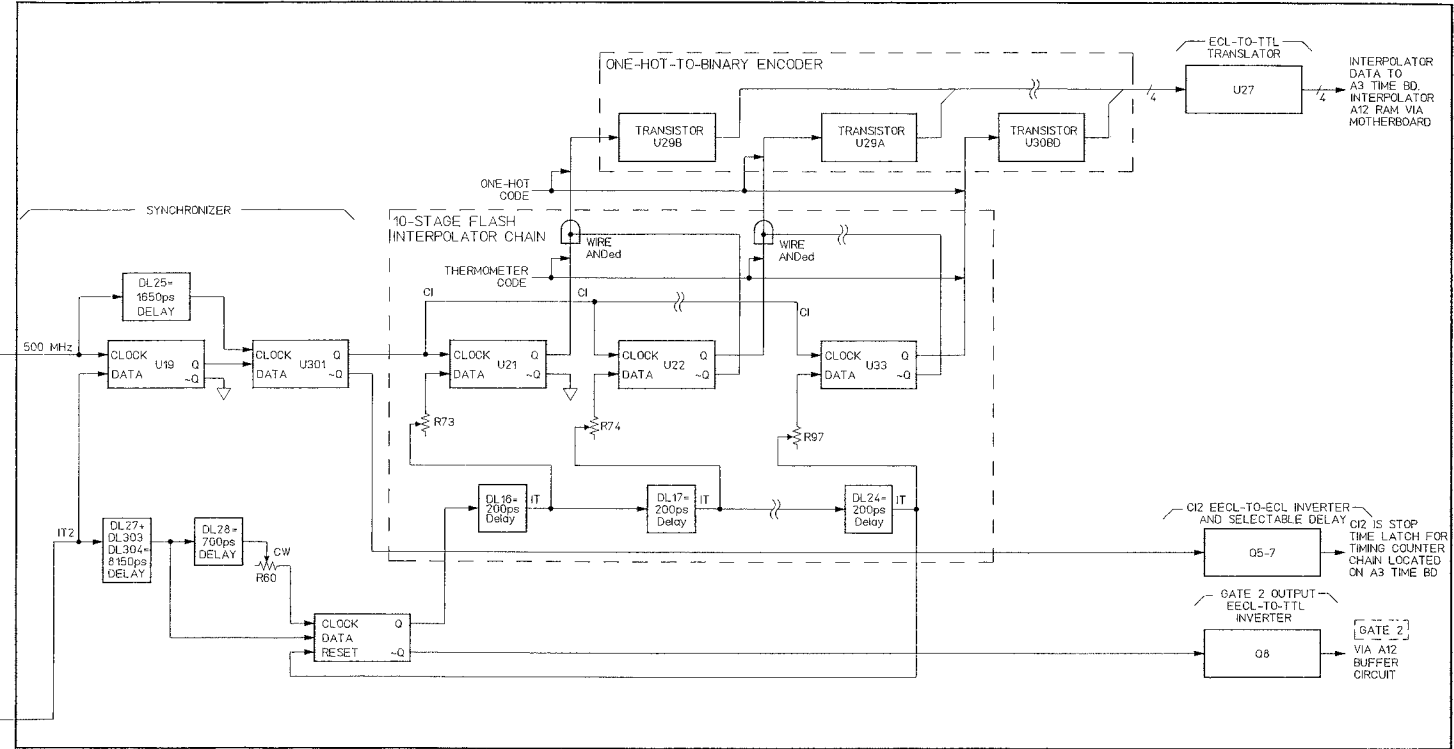 ECL-TO-TTL
TRANSLATOR
U27
4
4
INTERPOLATOR
DATA TO
A3 TIME BD.
INTERPOLATOR
A12 RAM VIA
MOTHERBOARD
ONE-HOT-TO-BINARY ENCODER
TRANSISTOR
U29B
TRANSISTOR
U29A
TRANSISTOR
U30BD
ONE-HOT
CODE
SYNCHRONIZER
10-STAGE FLASH
INTERPOLATOR CHAIN
WIRE
ANDed
WIRE
ANDed
THERMOMETER
CODE
CI
CI
CI
DL25=
1650ps
DELAY
500 MHz
CLOCK Q
U19
DATA ~Q
CLOCK Q
U301
DATA
CLOCK Q
U21
DATA ~Q
CLOCK Q
U22
DATA ~Q
CLOCK Q
U33
DATA ~Q
R73
R74
R97
DL16=
200ps
Delay
IT
DL17=
200ps
Delay
IT
DL24=
200ps
Delay
IT
IT2
DL27+
DL303
DL304=
8150ps
DELAY
DL28=
700ps
DELAY
CW
R60
CLOCK Q
DATA
RESET ~Q
CI2 EECL-TO-ECL INVERTER
AND SELECTABLE DELAY
Q5-7
CI2 IS STOP
TIME LATCH FOR
TIMING COUNTER
CHAIN LOCATED
ON A3 TIME BD
GATE 2 OUTPUT
EECL-TO-TTL
INVERTER
Q8
GATE 2
VIA A12
BUFFER
CIRCUIT